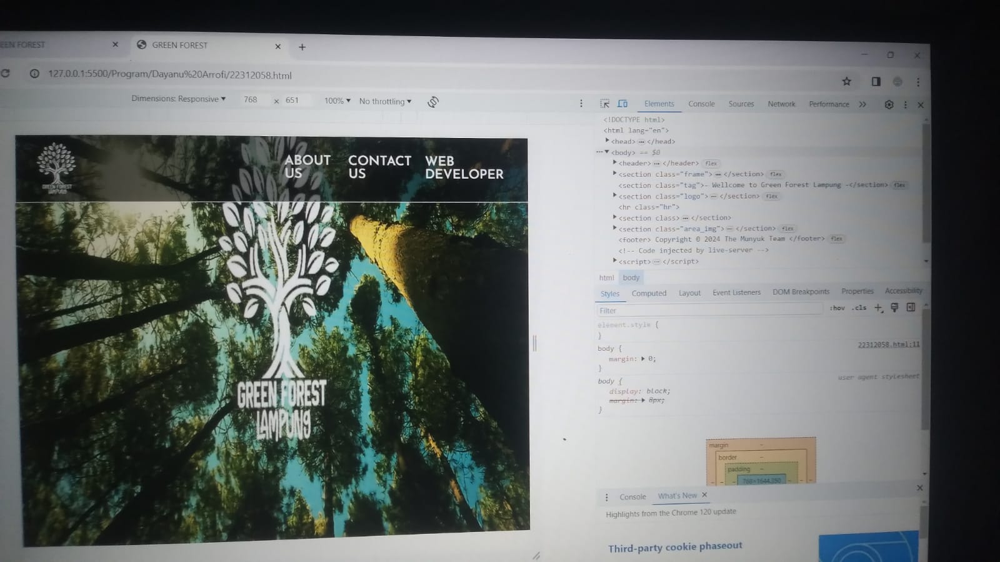 EEN FOREST
GREEN FOREST
127.0.0.1:5500/Program/Dayanu%20Arrofi/22312058.html
Dimensions: Responsive 768 x 651 100% No throttling
Elements Console Sources Network Performance
ABOUT US
CONTACT US
WEB DEVELOPER
GREEN FOREST
LAMPUNG
GREEN FOREST
LAMPUNG
<!DOCTYPE html>
<html lang="en">
<head> … </head>
<body> == $0
<header> … </header> flex
<section class="frame"> … </section> flex
<section class="tag">- Wellcome to Green Forest Lampung -</section> flex
<section class="logo"> … </section> flex
<hr class="hr">
<section class> … </section>
<section class="area_img"> … </section> flex
<footer> Copyright © 2024 The Munyuk Team </footer> flex
<!-- Code injected by live-server -->
<script> … </script>
html body
Styles Computed Layout Event Listeners DOM Breakpoints Properties Accessibility
Filter :hov .cls
element.style {
}
body { 22312058.html:11
margin: 0;
}
body { user agent stylesheet
display: block;
margin: 8px;
}
margin -
border -
padding -
768×1644.350
Console What's New
Highlights from the Chrome 120 update
Third-party cookie phaseout